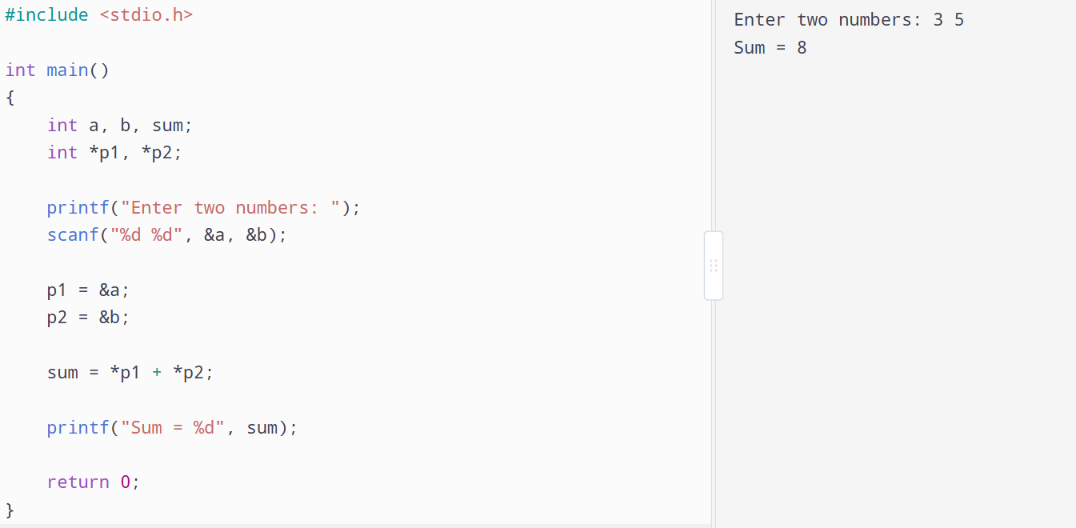 #include <stdio.h>
int main()
{
    int a, b, sum;
    int *p1, *p2;
    printf("Enter two numbers: ");
    scanf("%d %d", &a, &b);
    p1 = &a;
    p2 = &b;
    sum = *p1 + *p2;
    printf("Sum = %d", sum);
    return 0;
}
Enter two numbers: 3 5
Sum = 8